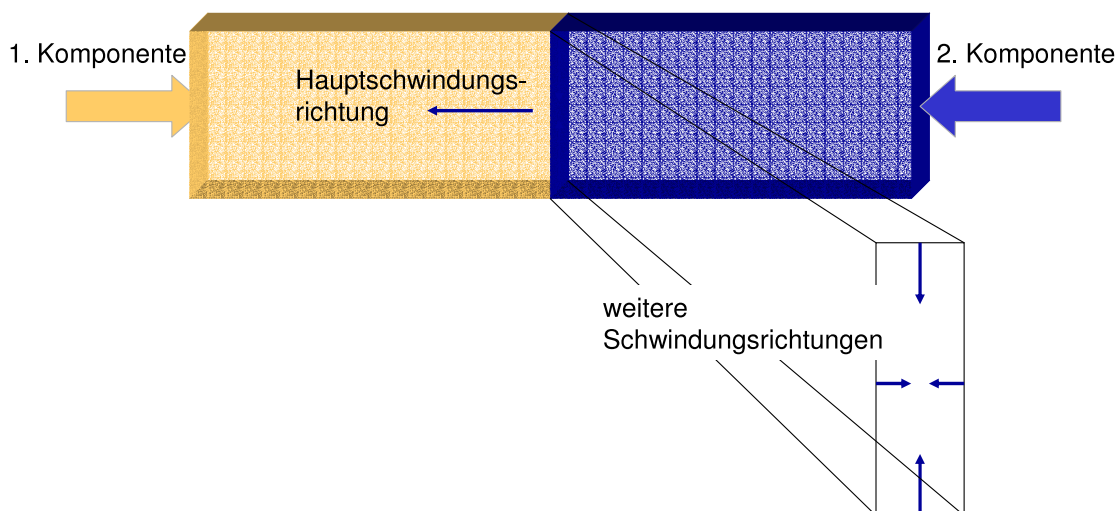 1. Komponente
2. Komponente
Hauptschwindungs-
richtung
weitere
Schwindungsrichtungen